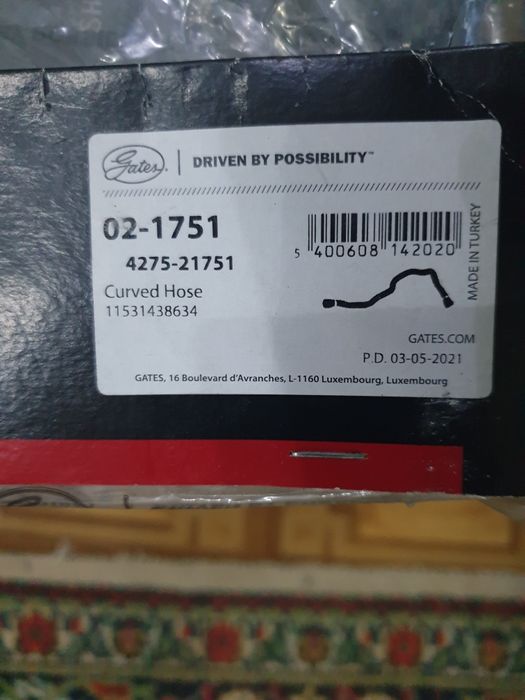 Gates. | DRIVEN BY POSSIBILITY™
02-1751
4275-21751
Curved Hose
11531438634
5 400608 142020
MADE IN TURKEY
GATES.COM
P.D. 03-05-2021
GATES, 16 Boulevard d'Avranches, L-1160 Luxembourg, Luxembourg